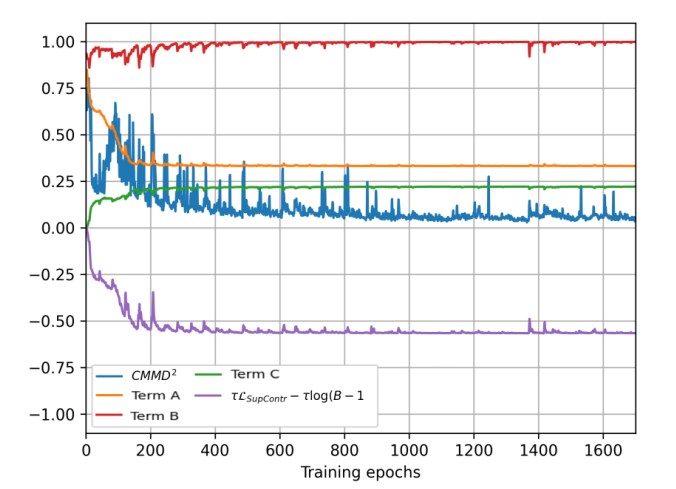 1.00
0.75
0.50
0.25
0.00
−0.25
−0.50
−0.75
−1.00
CMMD²
Term A
Term B
Term C
τℒ_SupContr − τlog(B − 1
0 200 400 600 800 1000 1200 1400 1600
Training epochs